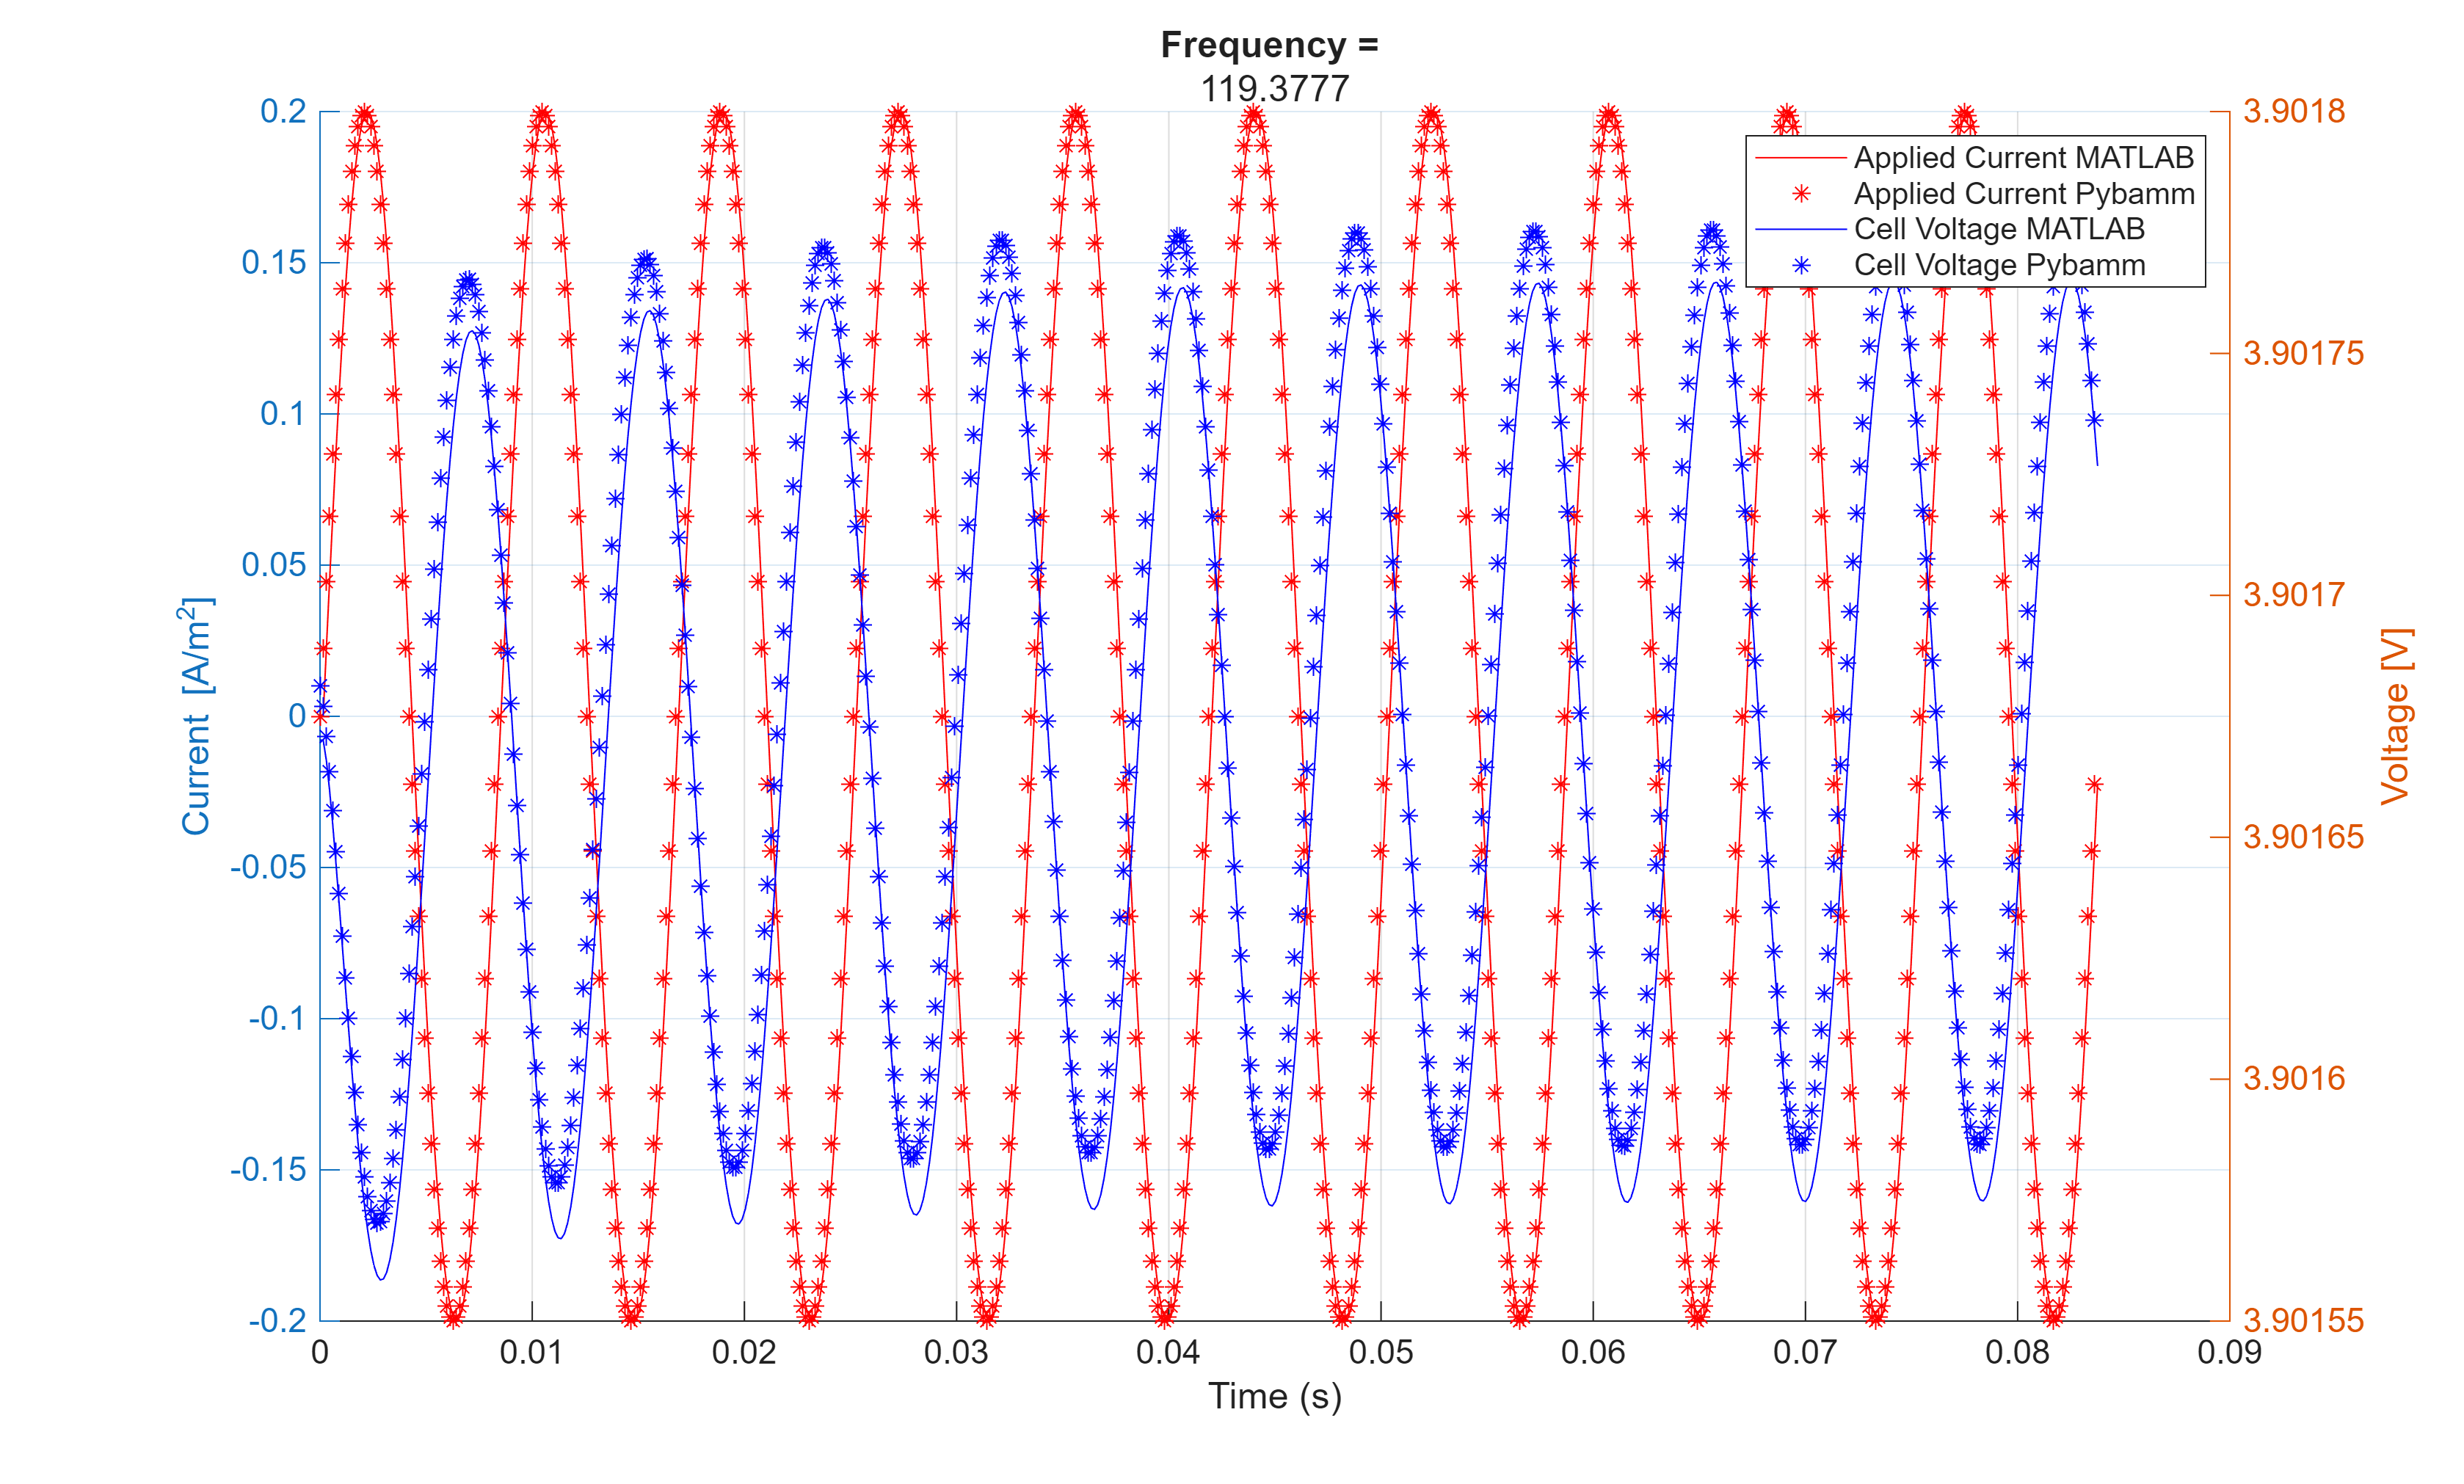 Frequency =
119.3777
0.2
0.15
0.1
0.05
0
-0.05
-0.1
-0.15
-0.2
Current [A/m²]
3.9018
3.90175
3.9017
3.90165
3.9016
3.90155
Voltage [V]
Applied Current MATLAB
Applied Current Pybamm
Cell Voltage MATLAB
Cell Voltage Pybamm
0 0.01 0.02 0.03 0.04 0.05 0.06 0.07 0.08 0.09
Time (s)